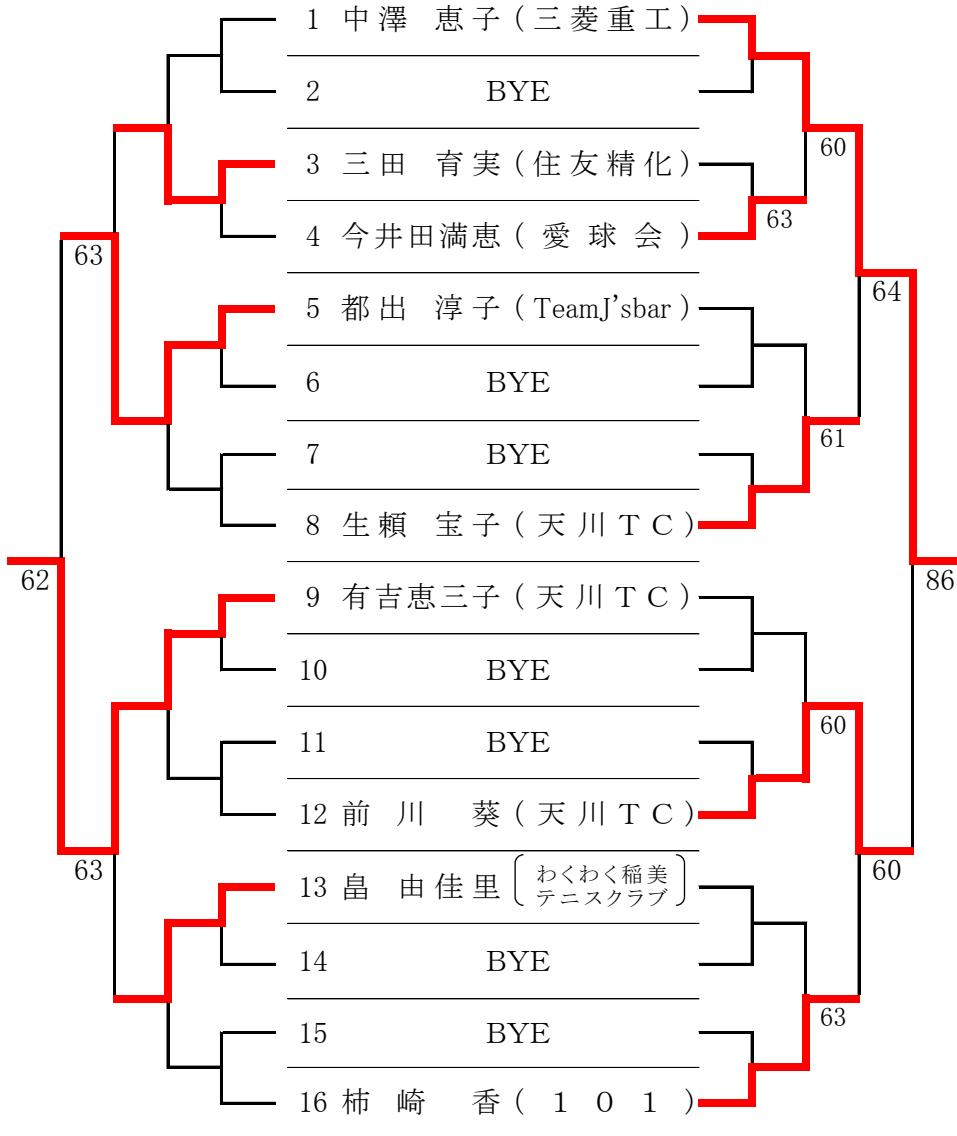 1 中澤 恵子(三菱重工)
2 BYE
60
3 三田 育実(住友精化)
63
4 今井田満恵(愛球会)
63
64
5 都出 淳子(TeamJ'sbar)
6 BYE
61
7 BYE
8 生頼 宝子(天川TC)
62
86
9 有吉恵三子(天川TC)
10 BYE
60
11 BYE
12 前川 葵(天川TC)
63
60
13 畠 由佳里(わくわく稲美
テニスクラブ)
14 BYE
63
15 BYE
16 柿崎 香(101)